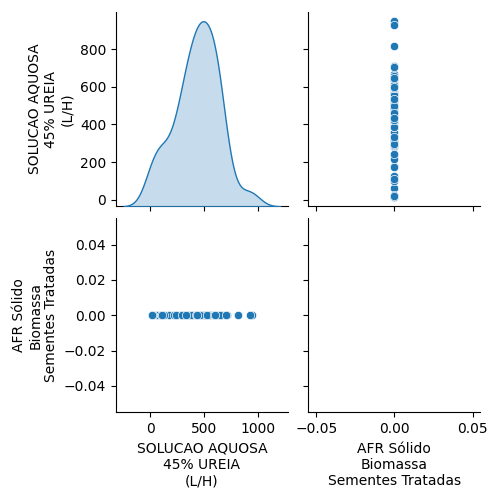 SOLUCAO AQUOSA
45% UREIA
(L/H)
800
600
400
200
0
AFR Sólido
Biomassa
Sementes Tratadas
0.04
0.02
0.00
−0.02
−0.04
0 500 1000
SOLUCAO AQUOSA
45% UREIA
(L/H)
−0.05 0.00 0.05
AFR Sólido
Biomassa
Sementes Tratadas